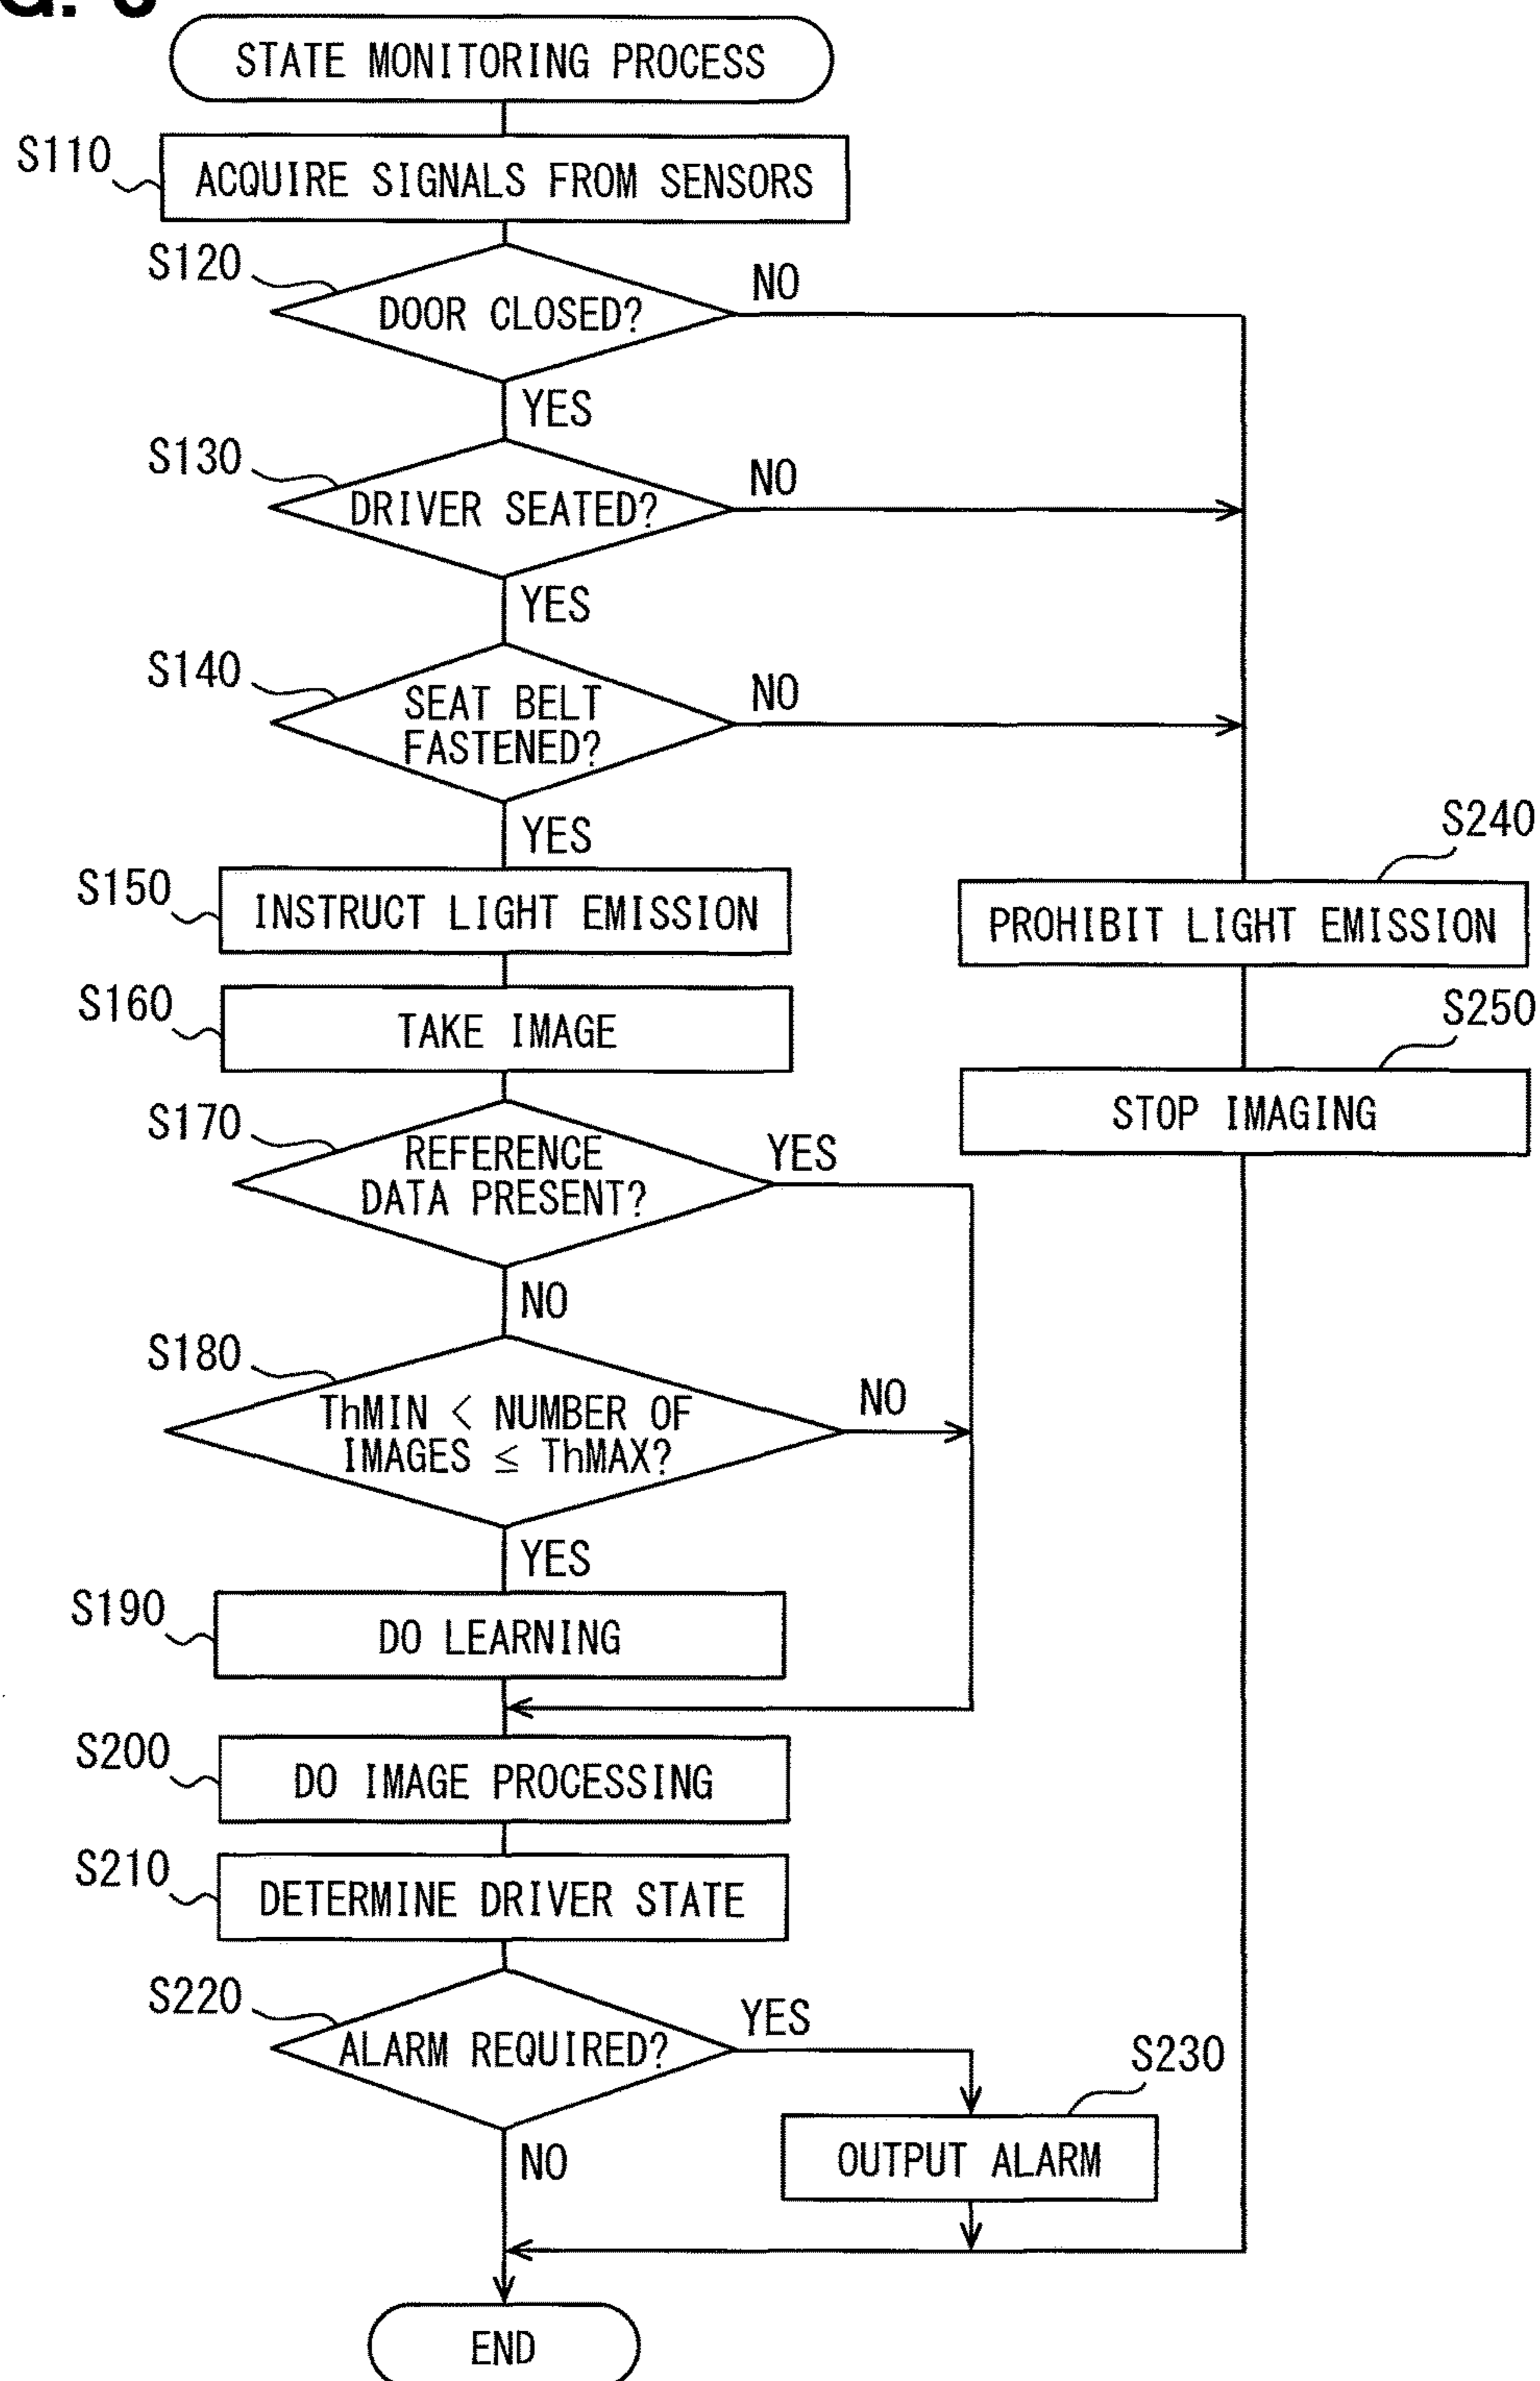 STATE MONITORING PROCESS
S110
ACQUIRE SIGNALS FROM SENSORS
S120
DOOR CLOSED?
NO
YES
S130
DRIVER SEATED?
NO
YES
S140
SEAT BELT
FASTENED?
NO
YES
S150
INSTRUCT LIGHT EMISSION
S240
PROHIBIT LIGHT EMISSION
S160
TAKE IMAGE
S250
STOP IMAGING
S170
REFERENCE
DATA PRESENT?
YES
NO
S180
ThMIN < NUMBER OF
IMAGES ≤ ThMAX?
NO
YES
S190
DO LEARNING
S200
DO IMAGE PROCESSING
S210
DETERMINE DRIVER STATE
S220
ALARM REQUIRED?
YES
NO
S230
OUTPUT ALARM
END